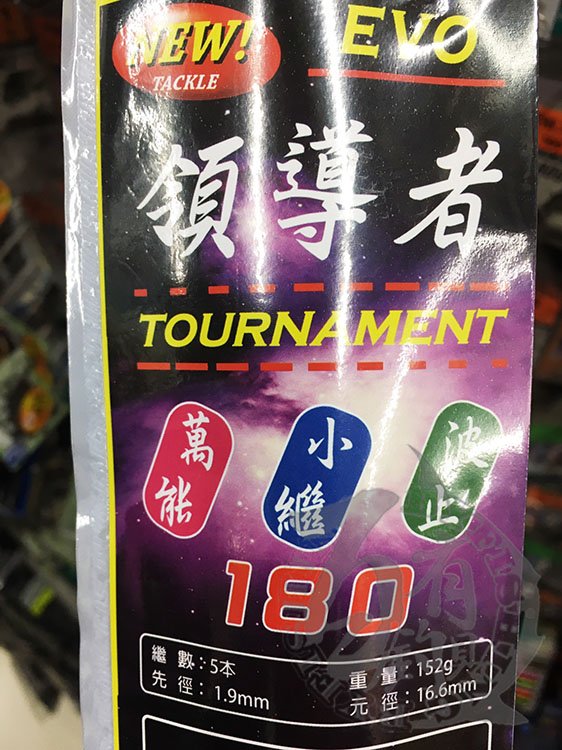 NEW!
TACKLE
EVO
領導者
TOURNAMENT
萬能
小繼
波止
180
繼數:5本
重量:152g
先徑:1.9mm
元徑:16.6mm